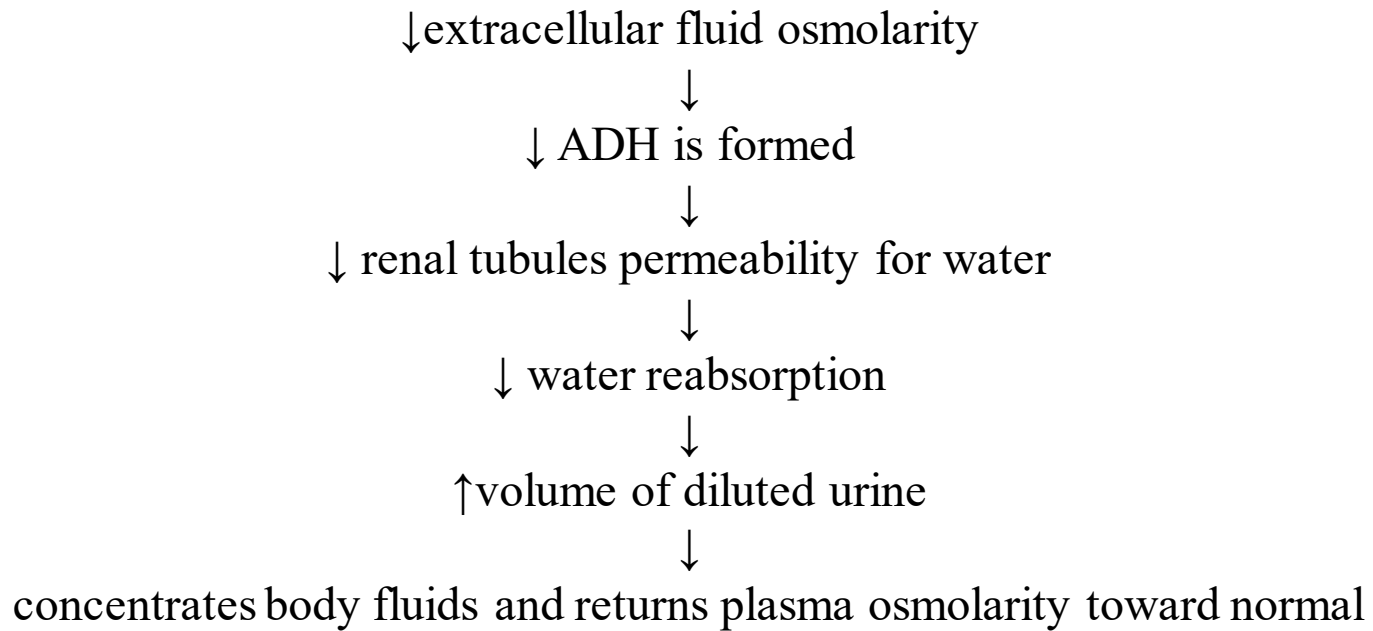 ↓extracellular fluid osmolarity
↓
↓ ADH is formed
↓
↓ renal tubules permeability for water
↓
↓ water reabsorption
↓
↑volume of diluted urine
↓
concentrates body fluids and returns plasma osmolarity toward normal